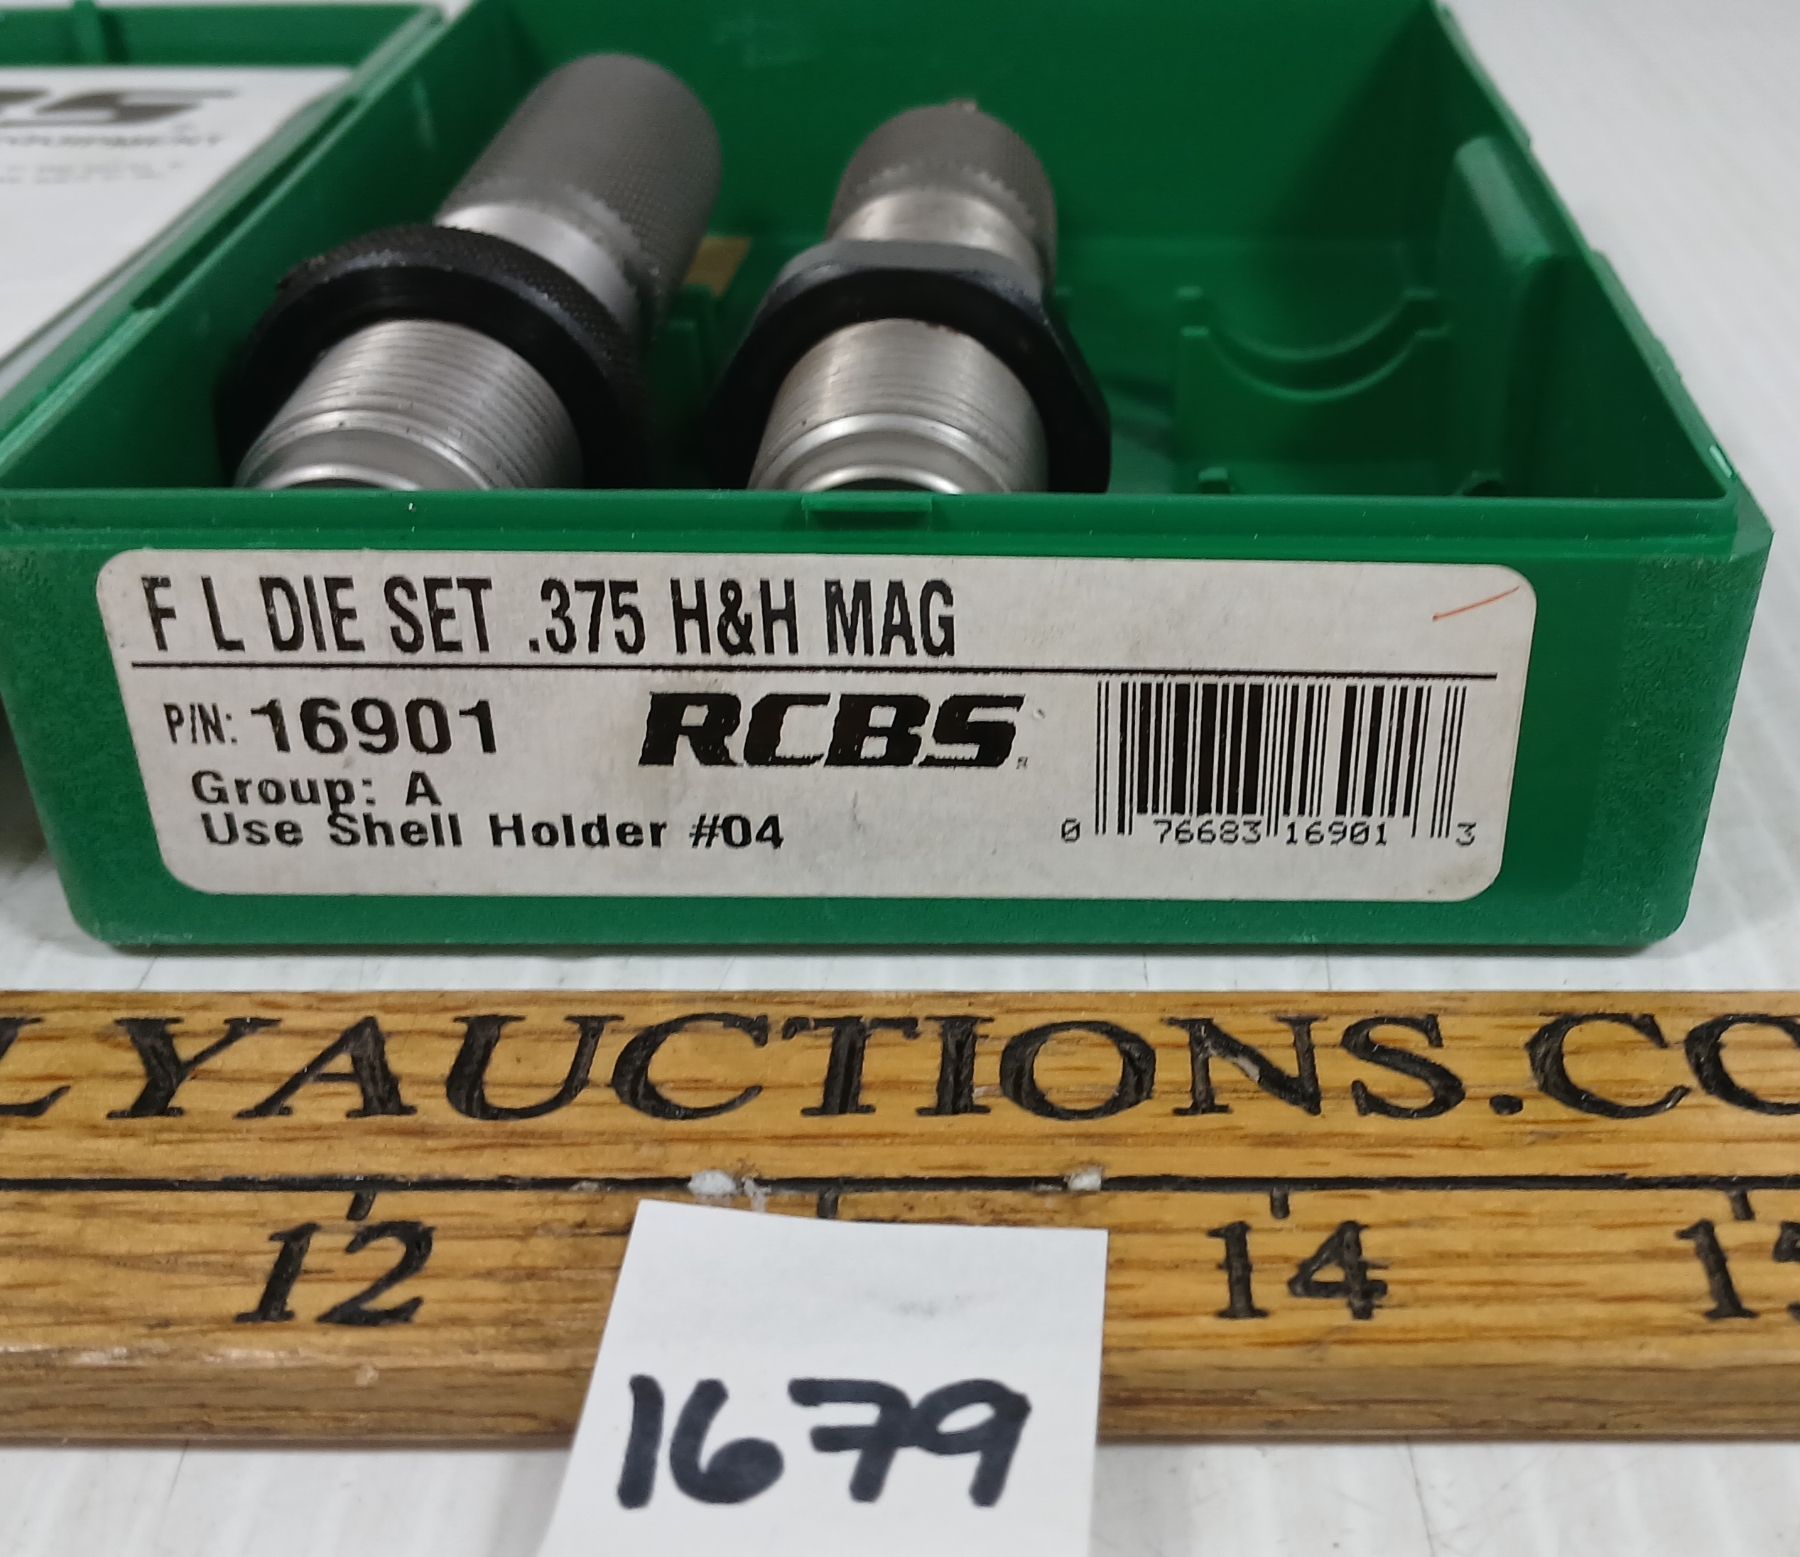 F L DIE SET .375 H&H MAG
P/N: 16901
RCBS
Group: A
Use Shell Holder #04
0 76683 16901 3
LYAUCTIONS.CO
12 14 15
1679